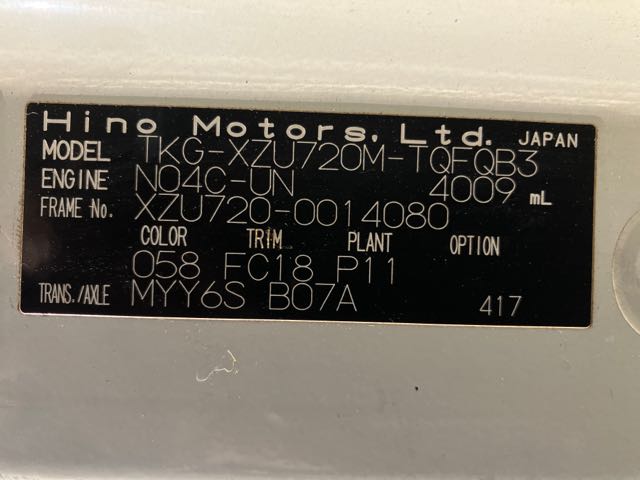 Hino Motors, Ltd. JAPAN
MODEL TKG-XZU720M-TQFQB3
ENGINE N04C-UN 4009 mL
FRAME No. XZU720-0014080
COLOR TRIM PLANT OPTION
058 FC18 P11
TRANS./AXLE MYY6S B07A 417